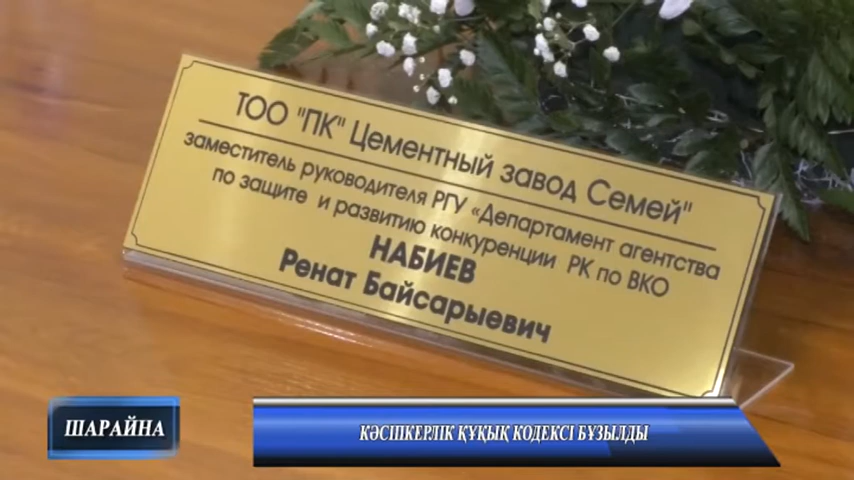 ТОО "ПК" Цементный завод Семей"
заместитель руководителя РГУ «Департамент агентства
по защите и развитию конкуренции РК по ВКО
НАБИЕВ
Ренат Байсарыевич
ШАРАЙНА
КӘСІПКЕРЛІК ҚҰҚЫҚ КОДЕКСІ БҰЗЫЛДЫ